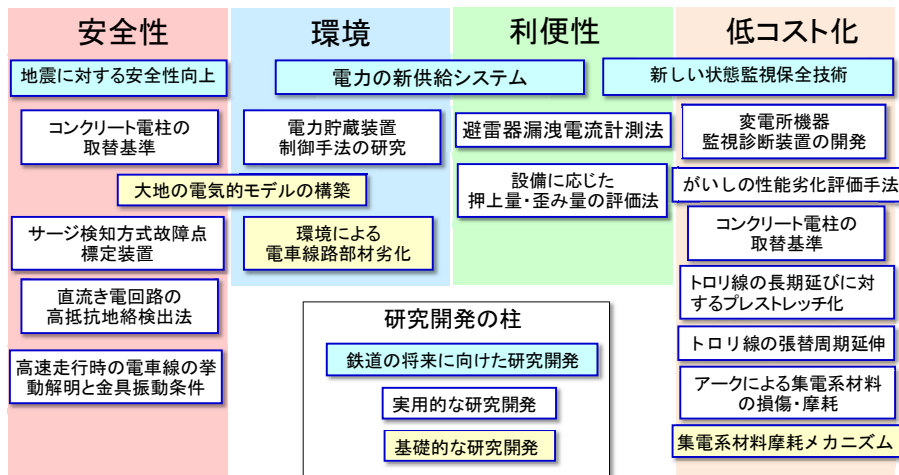 安全性
環境
利便性
低コスト化
地震に対する安全性向上
電力の新供給システム
新しい状態監視保全技術
コンクリート電柱の
取替基準
電力貯蔵装置
制御手法の研究
避雷器漏洩電流計測法
変電所機器
監視診断装置の開発
大地の電気的モデルの構築
設備に応じた
押上量・歪み量の評価法
がいしの性能劣化評価手法
サージ検知方式故障点
標定装置
環境による
電車線路部材劣化
コンクリート電柱の
取替基準
直流き電回路の
高抵抗地絡検出法
トロリ線の長期延びに対
するプレストレッチ化
高速走行時の電車線の挙
動解明と金具振動条件
トロリ線の張替周期延伸
アークによる集電系材料
の損傷・摩耗
集電系材料摩耗メカニズム
研究開発の柱
鉄道の将来に向けた研究開発
実用的な研究開発
基礎的な研究開発